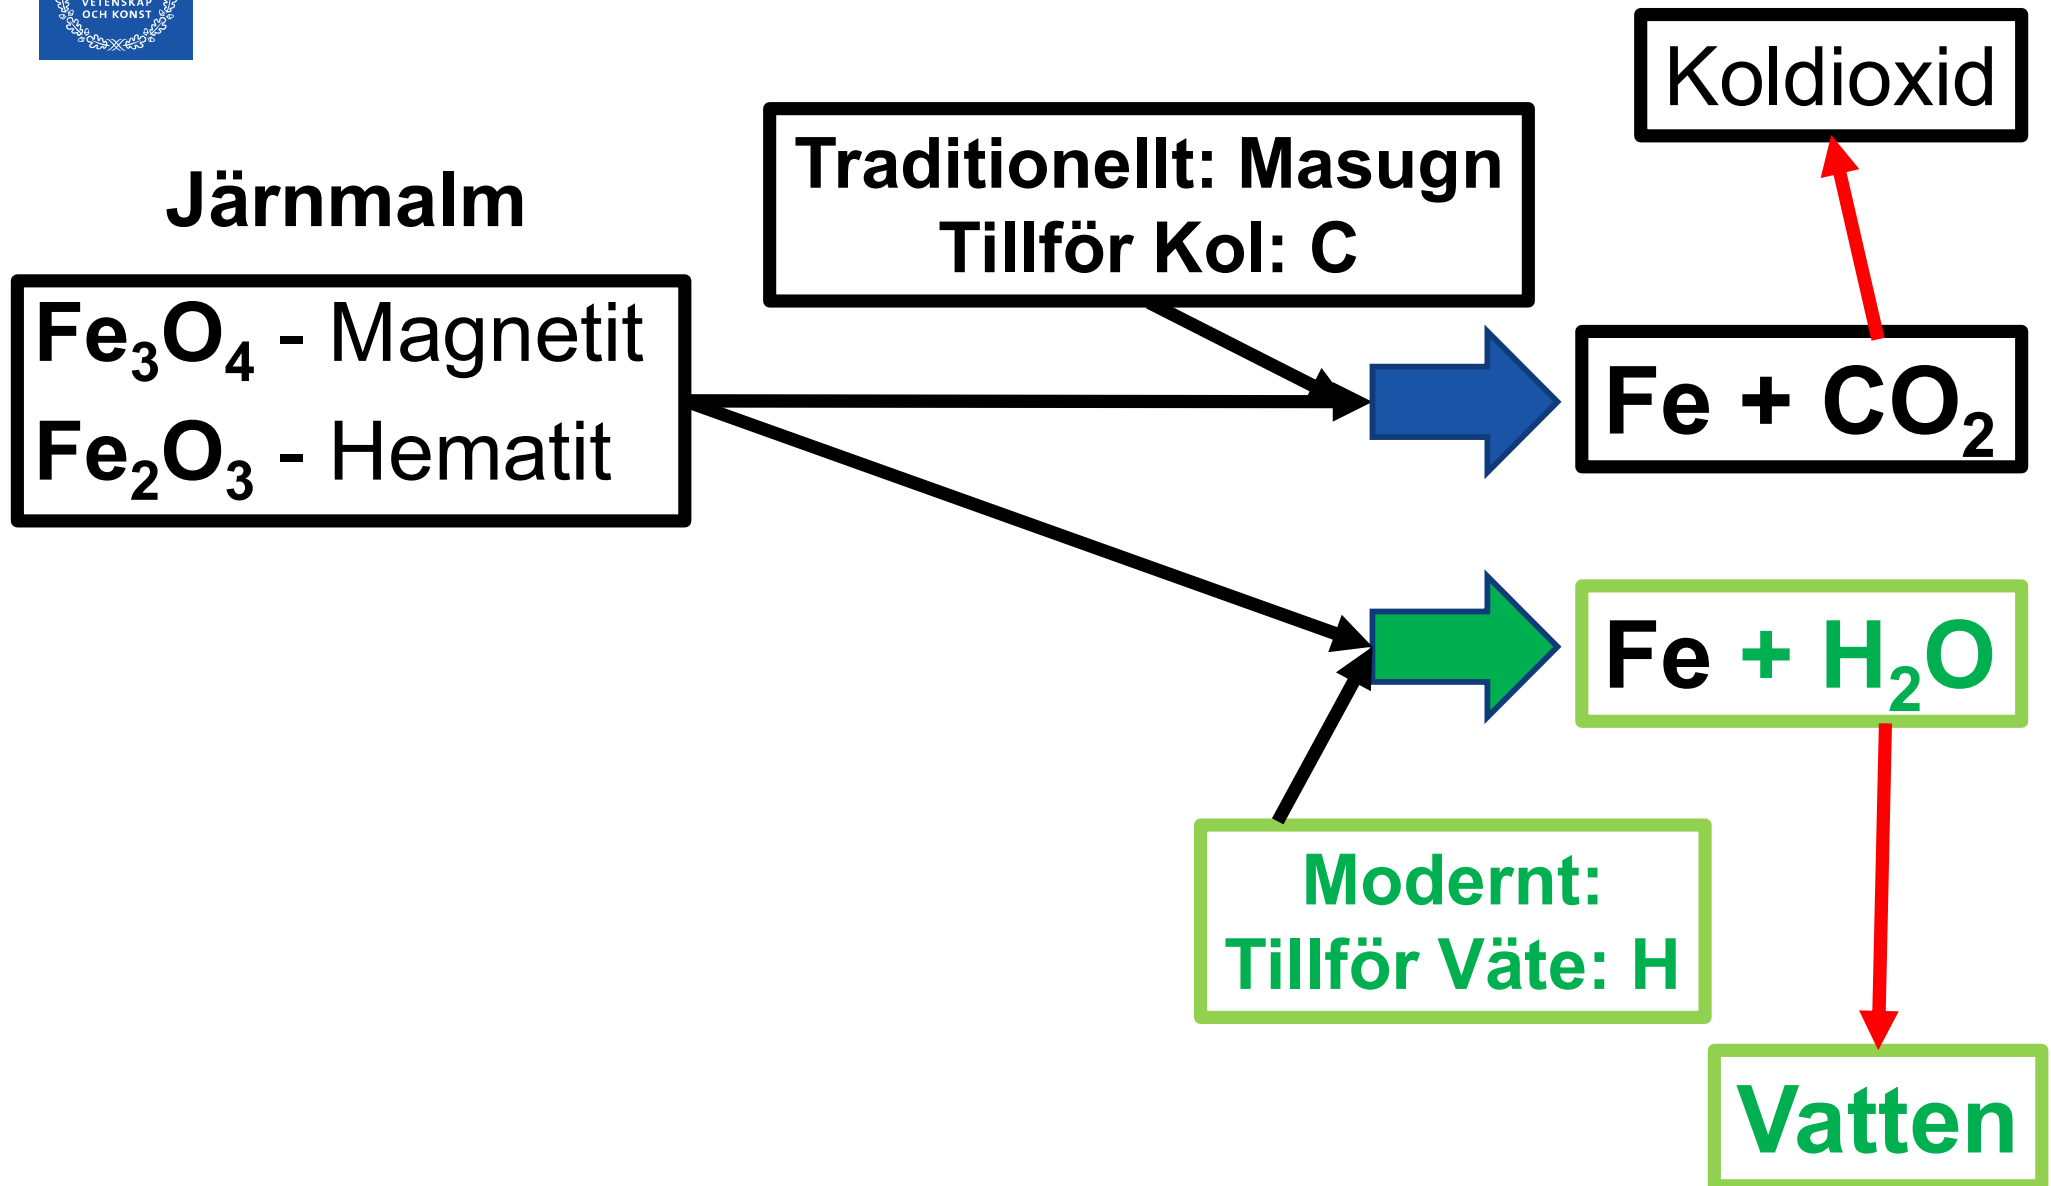 VETENSKAP
OCH KONST
Koldioxid
Traditionellt: Masugn
Tillför Kol: C
Järnmalm
Fe₃O₄ - Magnetit
Fe₂O₃ - Hematit
Fe + CO₂
Fe + H₂O
Modernt:
Tillför Väte: H
Vatten